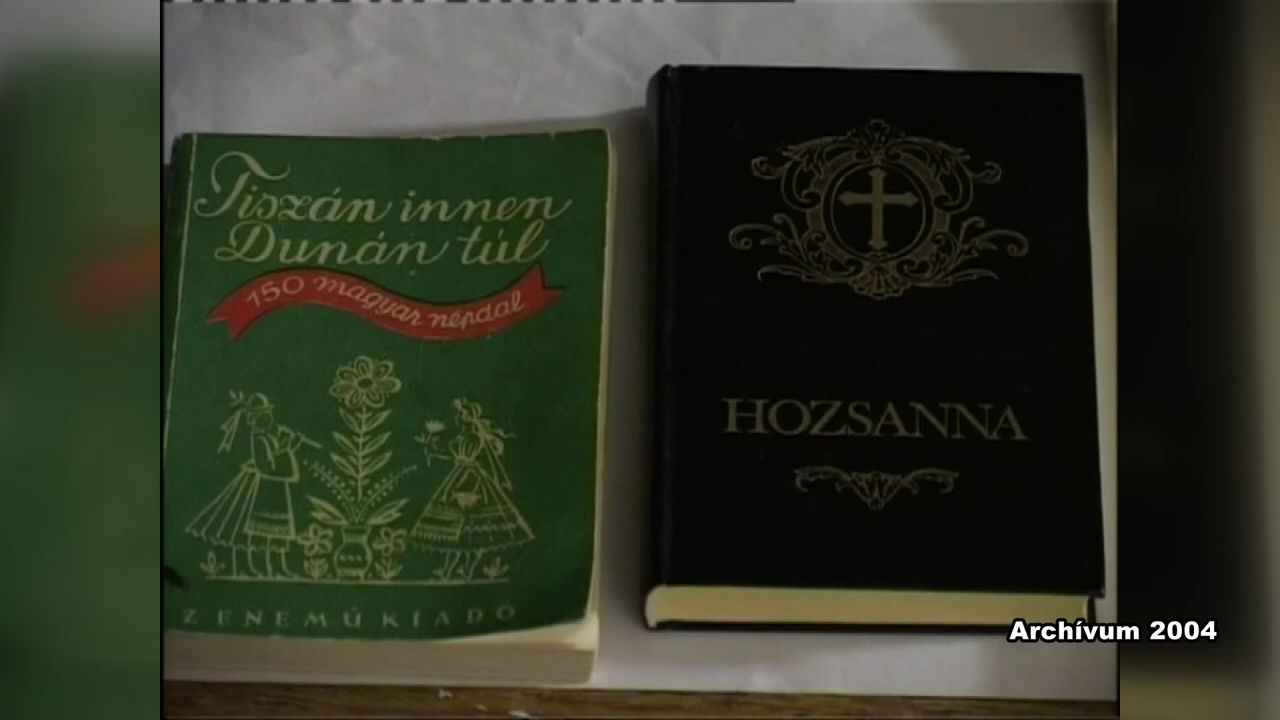 Tiszán innen
Dunán túl
150 magyar népdal
ZENEMŰKIADÓ
HOZSANNA
Archívum 2004